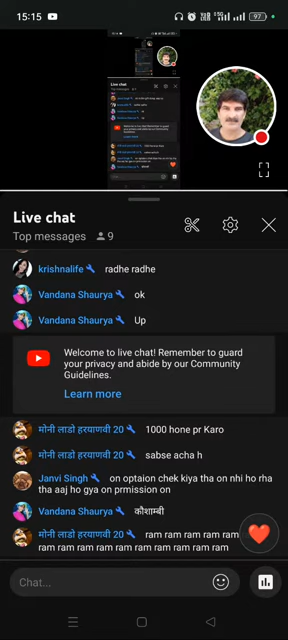 15:15
97
Live chat
Top messages 9
krishnalife radhe radhe
Vandana Shaurya ok
Vandana Shaurya Up
Welcome to live chat! Remember to guard
your privacy and abide by our Community
Guidelines.
Learn more
मोनी लाडो हरयाणवी 20 1000 hone pr Karo
मोनी लाडो हरयाणवी 20 sabse acha h
Janvi Singh on optaion chek kiya tha on nhi ho rha
tha aaj ho gya on prmission on
Vandana Shaurya कौशाम्बी
मोनी लाडो हरयाणवी 20 ram ram ram ram ram
ram ram ram ram ram ram ram ram ram
Chat...